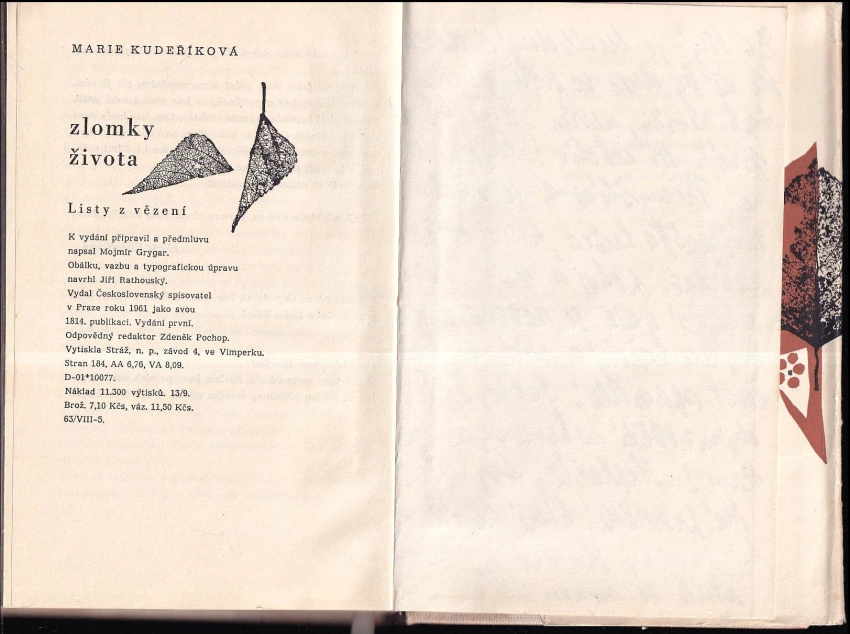 MARIE KUDEŘÍKOVÁ
zlomky
života
Listy z vězení
K vydání připravil a předmluvu
napsal Mojmír Grygar.
Obálku, vazbu a typografickou úpravu
navrhl Jiří Rathouský.
Vydal Československý spisovatel
v Praze roku 1961 jako svou
1814. publikaci. Vydání první.
Odpovědný redaktor Zdeněk Pochop.
Vytiskla Stráž, n. p., závod 4, ve Vimperku.
Stran 184, AA 6,76, VA 8,09.
D-01*10077.
Náklad 11.300 výtisků. 13/9.
Brož. 7,10 Kčs, váz. 11,50 Kčs.
63/VIII-5.